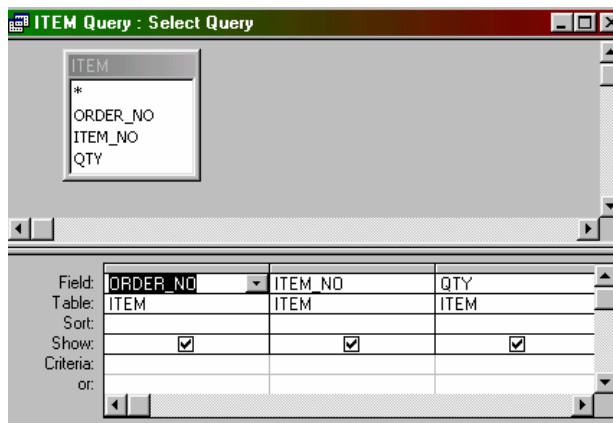 ITEM Query : Select Query
ITEM
*
ORDER_NO
ITEM_NO
QTY
Field: ORDER_NO ITEM_NO QTY
Table: ITEM ITEM ITEM
Sort:
Show:
Criteria:
or: